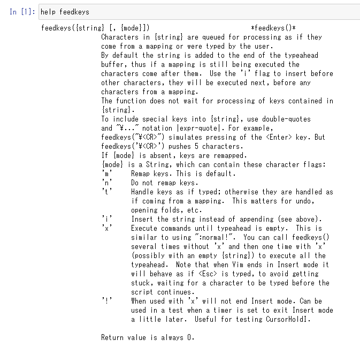 In [1]: help feedkeys
feedkeys({string} [, {mode}]) *feedkeys()*
Characters in {string} are queued for processing as if they
come from a mapping or were typed by the user.
By default the string is added to the end of the typeahead
buffer, thus if a mapping is still being executed the
characters come after them. Use the 'i' flag to insert before
other characters, they will be executed next, before any
characters from a mapping.
The function does not wait for processing of keys contained in
{string}.
To include special keys into {string}, use double-quotes
and "¥..." notation |expr-quote|. For example,
feedkeys("¥<CR>") simulates pressing of the <Enter> key. But
feedkeys('¥<CR>') pushes 5 characters.
If {mode} is absent, keys are remapped.
{mode} is a String, which can contain these character flags:
'm' Remap keys. This is default.
'n' Do not remap keys.
't' Handle keys as if typed; otherwise they are handled as
if coming from a mapping. This matters for undo,
opening folds, etc.
'i' Insert the string instead of appending (see above).
'x' Execute commands until typeahead is empty. This is
similar to using ":normal!". You can call feedkeys()
several times without 'x' and then one time with 'x'
(possibly with an empty {string}) to execute all the
typeahead. Note that when Vim ends in Insert mode it
will behave as if <Esc> is typed, to avoid getting
stuck, waiting for a character to be typed before the
script continues.
'!' When used with 'x' will not end Insert mode. Can be
used in a test when a timer is set to exit Insert mode
a little later. Useful for testing CursorHoldI.
Return value is always 0.